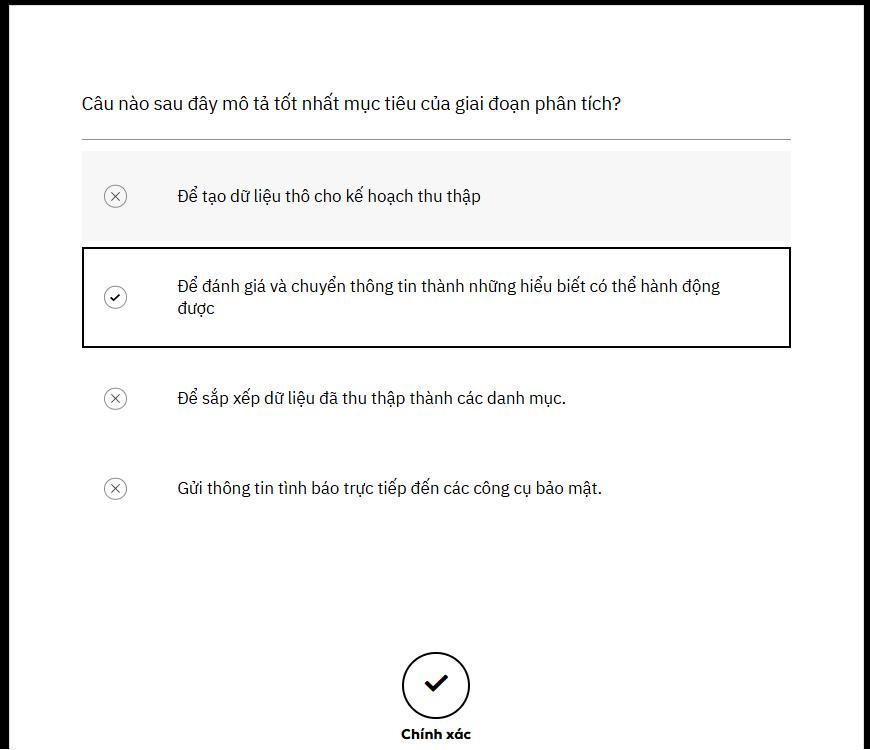 Câu nào sau đây mô tả tốt nhất mục tiêu của giai đoạn phân tích?
Để tạo dữ liệu thô cho kế hoạch thu thập
Để đánh giá và chuyển thông tin thành những hiểu biết có thể hành động
được
Để sắp xếp dữ liệu đã thu thập thành các danh mục.
Gửi thông tin tình báo trực tiếp đến các công cụ bảo mật.
Chính xác